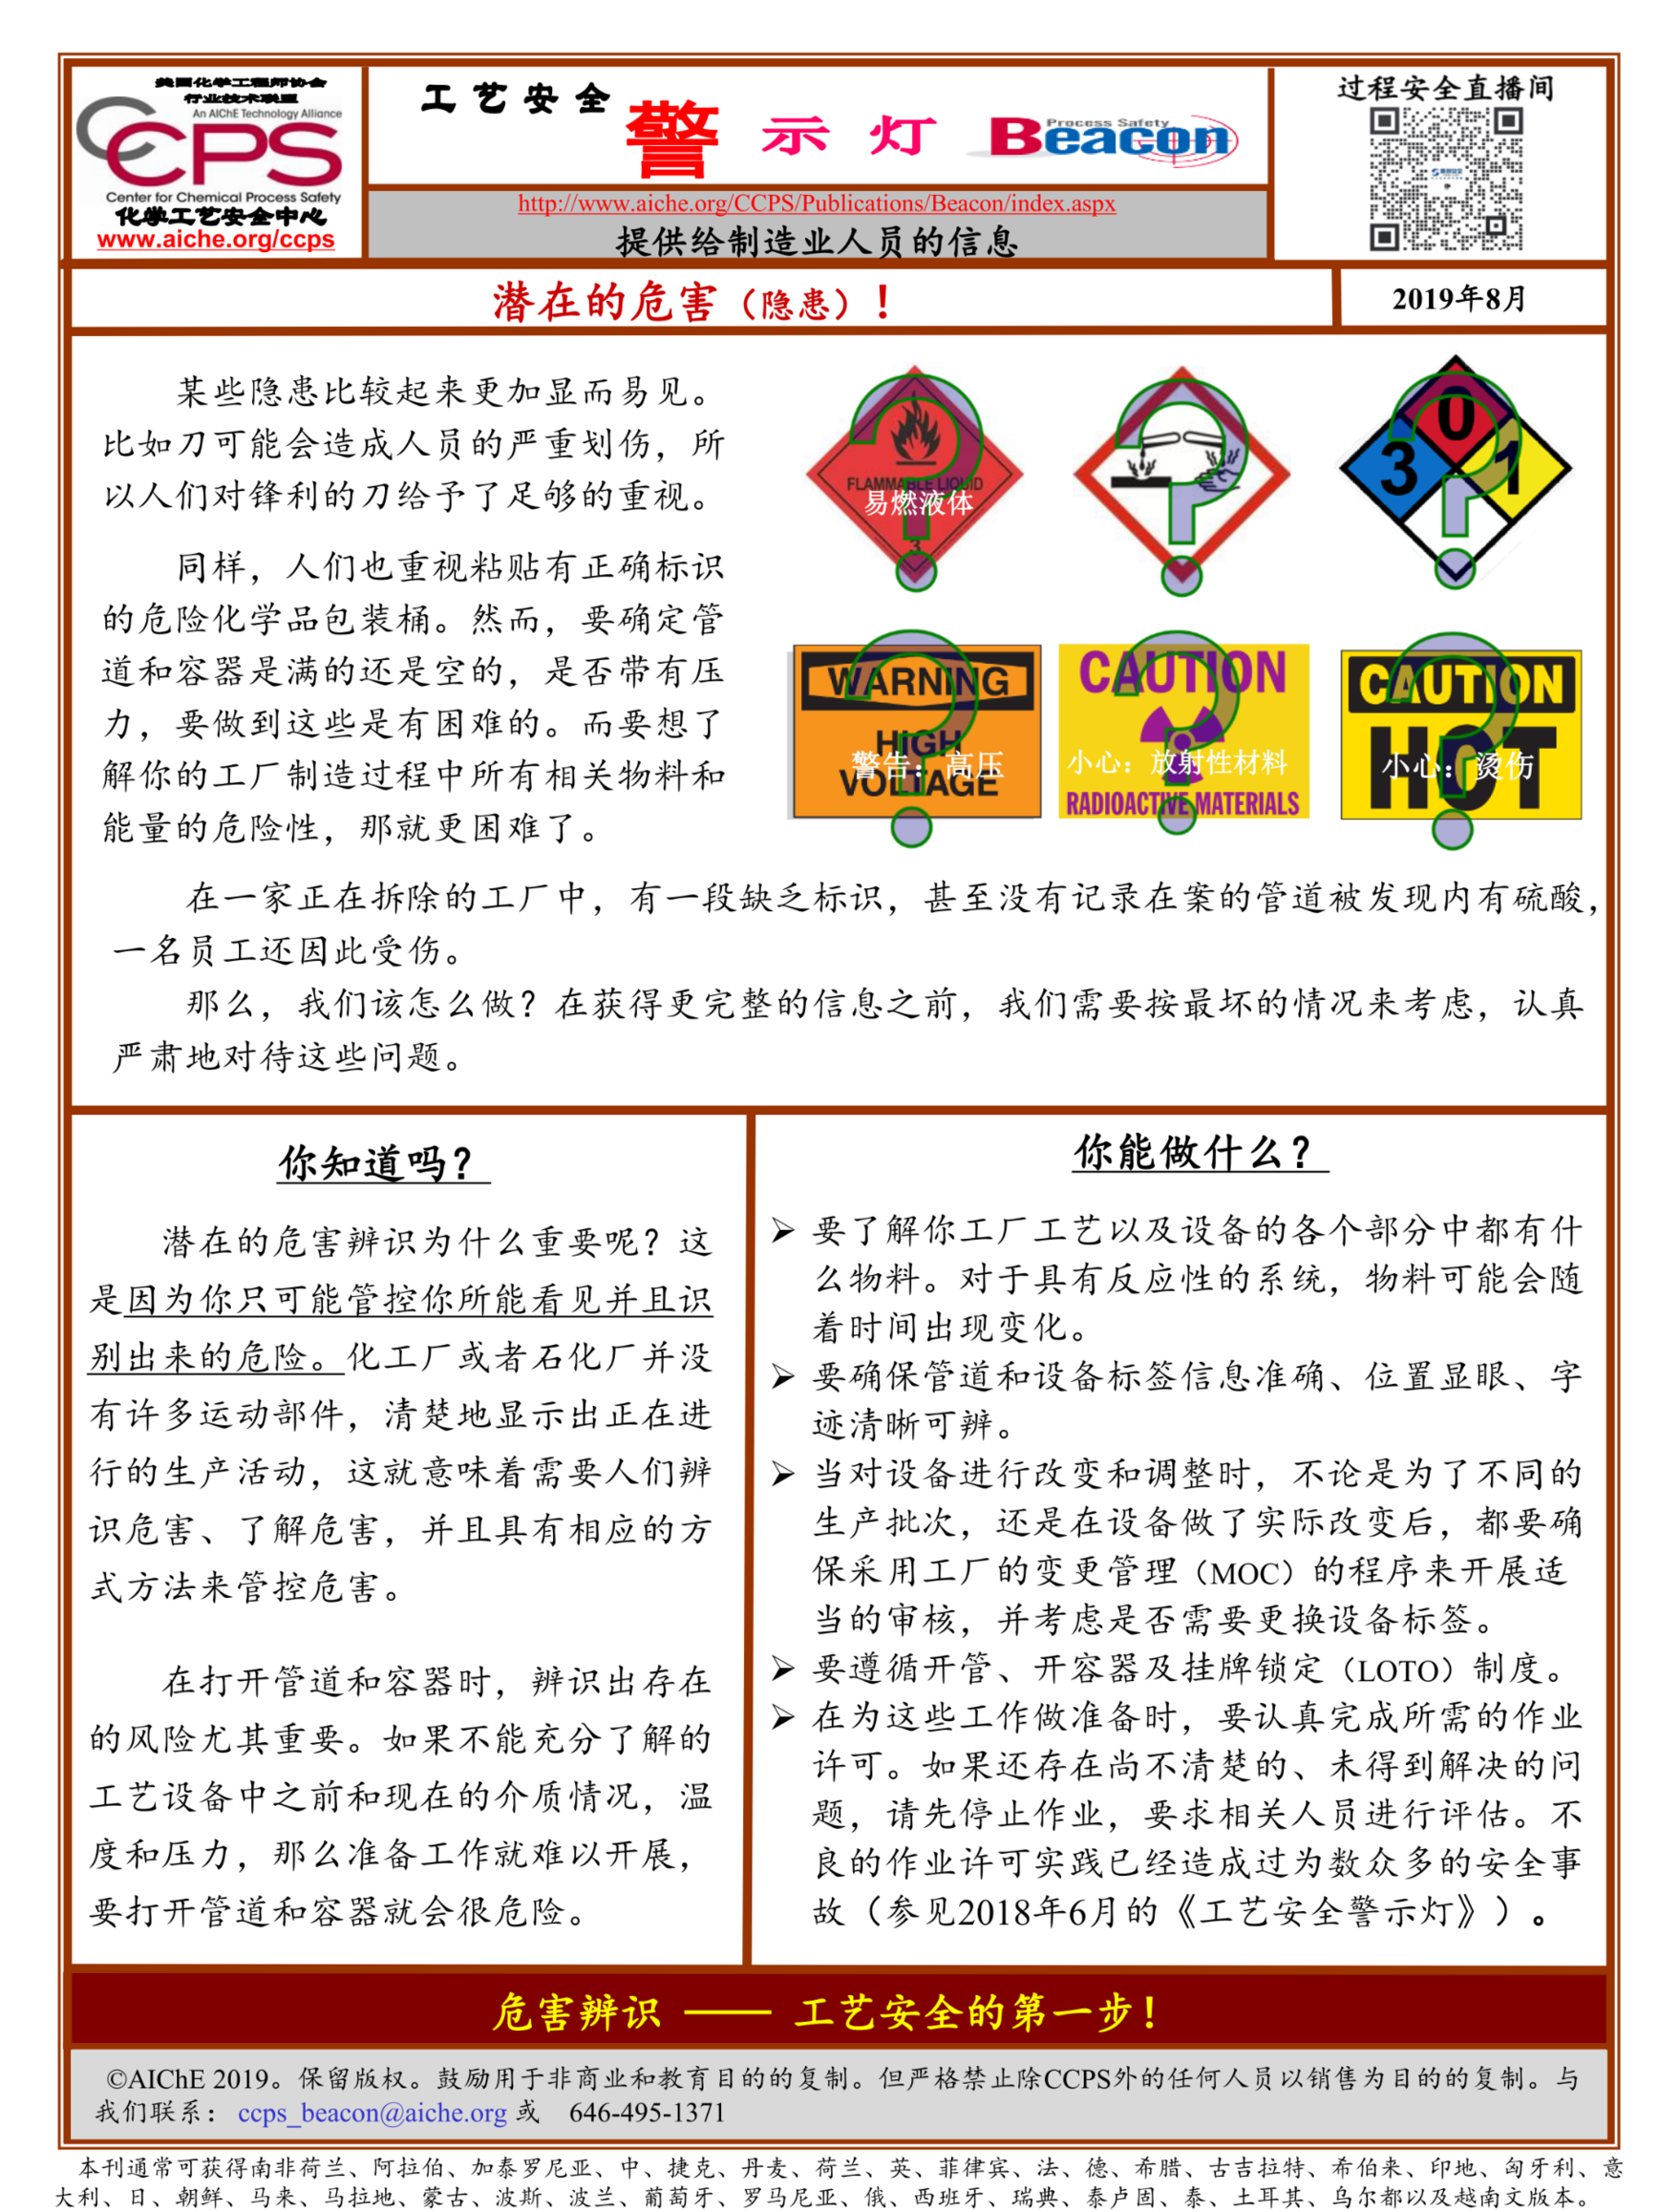 美国化学工程师协会
行业技术联盟
An AIChE Technology Alliance
CCPS
Center for Chemical Process Safety
化学工艺安全中心
www.aiche.org/ccps
工艺安全
警示灯
Process Safety
Beacon
http://www.aiche.org/CCPS/Publications/Beacon/index.aspx
提供给制造业人员的信息
过程安全直播间
潜在的危害（隐患）！
2019年8月
某些隐患比较起来更加显而易见。
比如刀可能会造成人员的严重划伤，所
以人们对锋利的刀给予了足够的重视。
同样，人们也重视粘贴有正确标识
的危险化学品包装桶。然而，要确定管
道和容器是满的还是空的，是否带有压
力，要做到这些是有困难的。而要想了
解你的工厂制造过程中所有相关物料和
能量的危险性，那就更困难了。
FLAMMABLE LIQUID
易燃液体
3
?
?
0
3 1
?
WARNING
HIGH
VOLTAGE
警告：高压
?
CAUTION
小心：放射性材料
RADIOACTIVE MATERIALS
?
CAUTION
HOT
小心：烫伤
?
在一家正在拆除的工厂中，有一段缺乏标识，甚至没有记录在案的管道被发现内有硫酸，
一名员工还因此受伤。
那么，我们该怎么做？在获得更完整的信息之前，我们需要按最坏的情况来考虑，认真
严肃地对待这些问题。
你知道吗？
潜在的危害辨识为什么重要呢？这
是因为你只可能管控你所能看见并且识
别出来的危险。化工厂或者石化厂并没
有许多运动部件，清楚地显示出正在进
行的生产活动，这就意味着需要人们辨
识危害、了解危害，并且具有相应的方
式方法来管控危害。
在打开管道和容器时，辨识出存在
的风险尤其重要。如果不能充分了解的
工艺设备中之前和现在的介质情况，温
度和压力，那么准备工作就难以开展，
要打开管道和容器就会很危险。
你能做什么？
➢ 要了解你工厂工艺以及设备的各个部分中都有什
么物料。对于具有反应性的系统，物料可能会随
着时间出现变化。
➢ 要确保管道和设备标签信息准确、位置显眼、字
迹清晰可辨。
➢ 当对设备进行改变和调整时，不论是为了不同的
生产批次，还是在设备做了实际改变后，都要确
保采用工厂的变更管理（MOC）的程序来开展适
当的审核，并考虑是否需要更换设备标签。
➢ 要遵循开管、开容器及挂牌锁定（LOTO）制度。
➢ 在为这些工作做准备时，要认真完成所需的作业
许可。如果还存在尚不清楚的、未得到解决的问
题，请先停止作业，要求相关人员进行评估。不
良的作业许可实践已经造成过为数众多的安全事
故（参见2018年6月的《工艺安全警示灯》）。
危害辨识 —— 工艺安全的第一步！
©AIChE 2019。保留版权。鼓励用于非商业和教育目的的复制。但严格禁止除CCPS外的任何人员以销售为目的的复制。与
我们联系： ccps_beacon@aiche.org 或 646-495-1371
本刊通常可获得南非荷兰、阿拉伯、加泰罗尼亚、中、捷克、丹麦、荷兰、英、菲律宾、法、德、希腊、古吉拉特、希伯来、印地、匈牙利、意
大利、日、朝鲜、马来、马拉地、蒙古、波斯、波兰、葡萄牙、罗马尼亚、俄、西班牙、瑞典、泰卢固、泰、土耳其、乌尔都以及越南文版本。